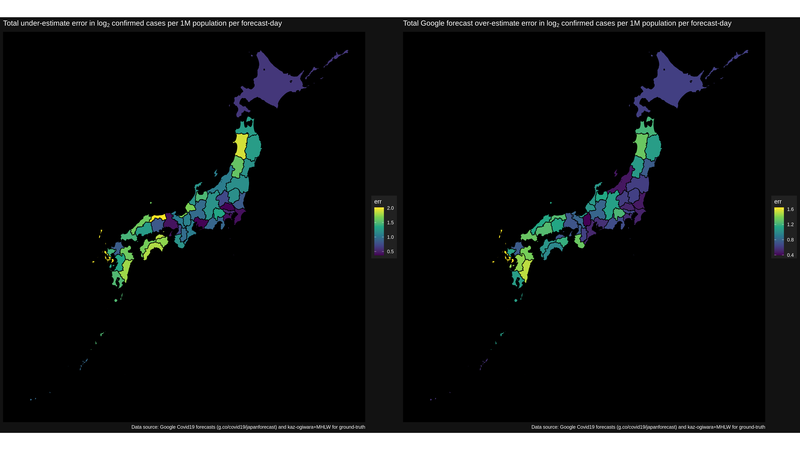 Total under-estimate error in log₂ confirmed cases per 1M population per forecast-day
Total Google forecast over-estimate error in log₂ confirmed cases per 1M population per forecast-day
err
2.0
1.5
1.0
0.5
err
1.6
1.2
0.8
0.4
Data source: Google Covid19 forecasts (g.co/covid19/japanforecast) and kaz-ogiwara+MHLW for ground-truth
Data source: Google Covid19 forecasts (g.co/covid19/japanforecast) and kaz-ogiwara+MHLW for ground-truth